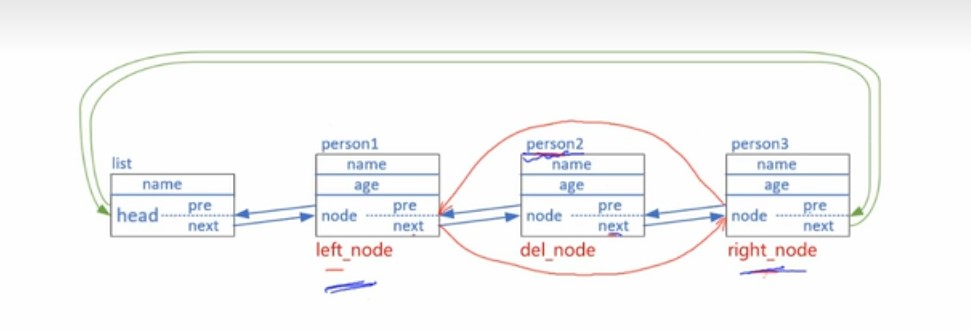 list
name
head
pre
next
person1
name
age
node
pre
next
left_node
person2
name
age
node
pre
next
del_node
person3
name
age
node
pre
next
right_node